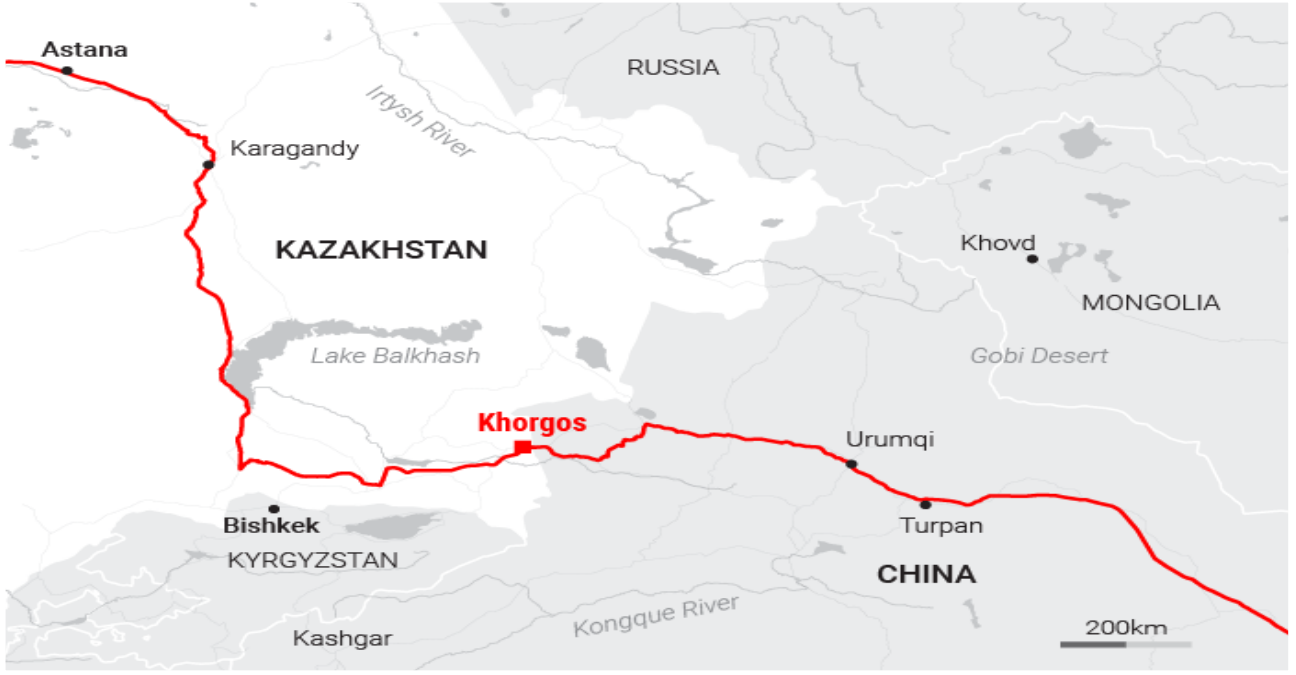 Astana
RUSSIA
Irtysh River
Karagandy
KAZAKHSTAN
Khovd
MONGOLIA
Lake Balkhash
Gobi Desert
Khorgos
Urumqi
Bishkek
Turpan
KYRGYZSTAN
CHINA
Kongque River
Kashgar
200km